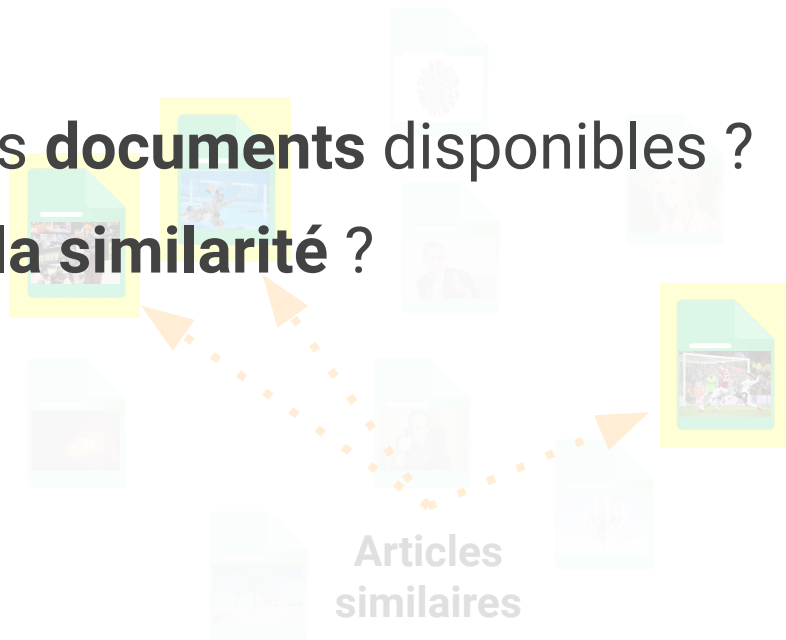 s documents disponibles ?
la similarité ?
Articles
similaires